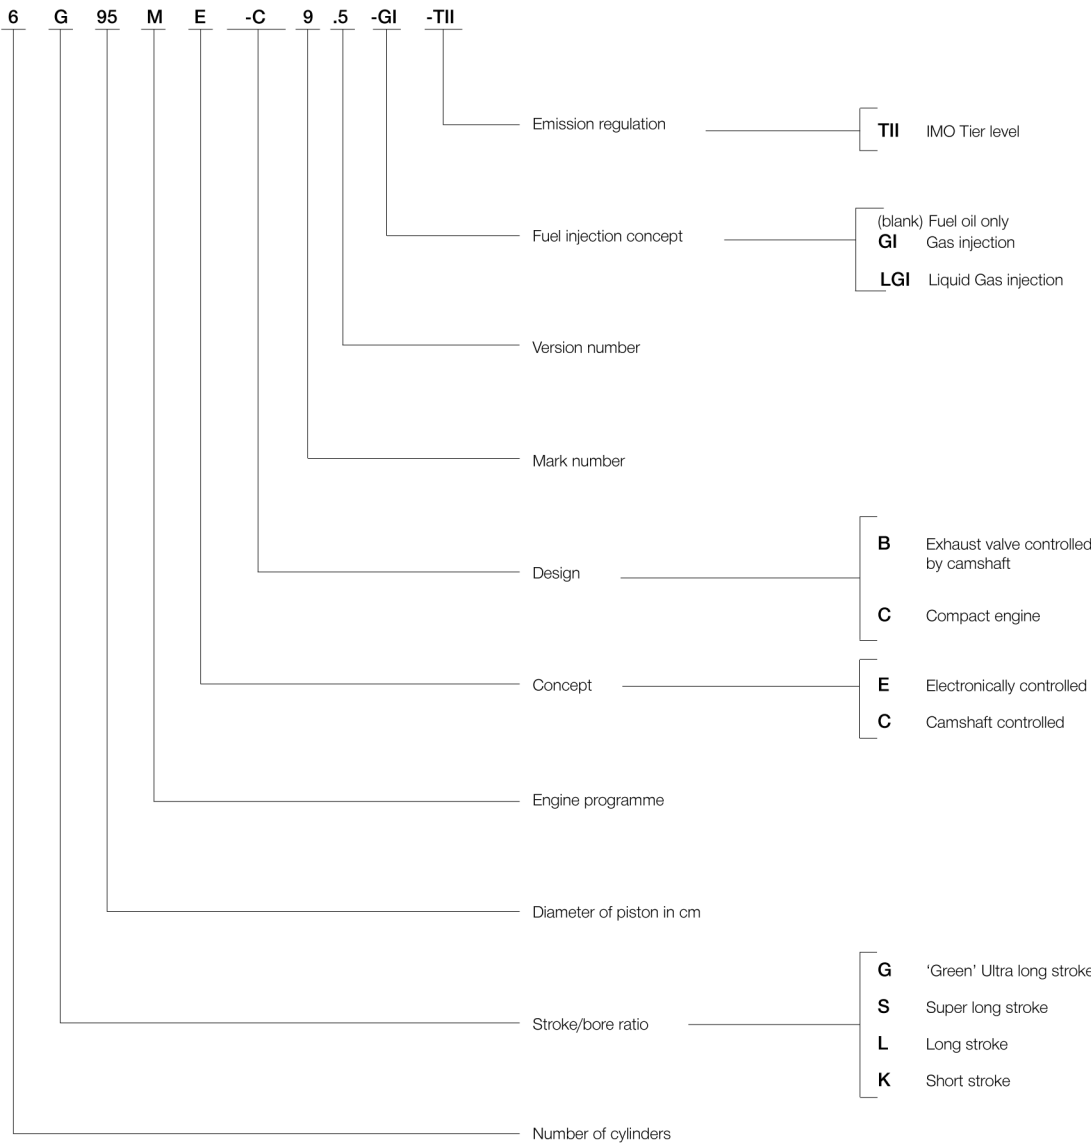 6 G 95 M E -C 9 .5 -GI -TII
Emission regulation
TII IMO Tier level
(blank) Fuel oil only
Fuel injection concept
GI Gas injection
LGI Liquid Gas injection
Version number
Mark number
B Exhaust valve controlled
by camshaft
Design
C Compact engine
Concept
E Electronically controlled
C Camshaft controlled
Engine programme
Diameter of piston in cm
G ‘Green’ Ultra long stroke
S Super long stroke
Stroke/bore ratio
L Long stroke
K Short stroke
Number of cylinders